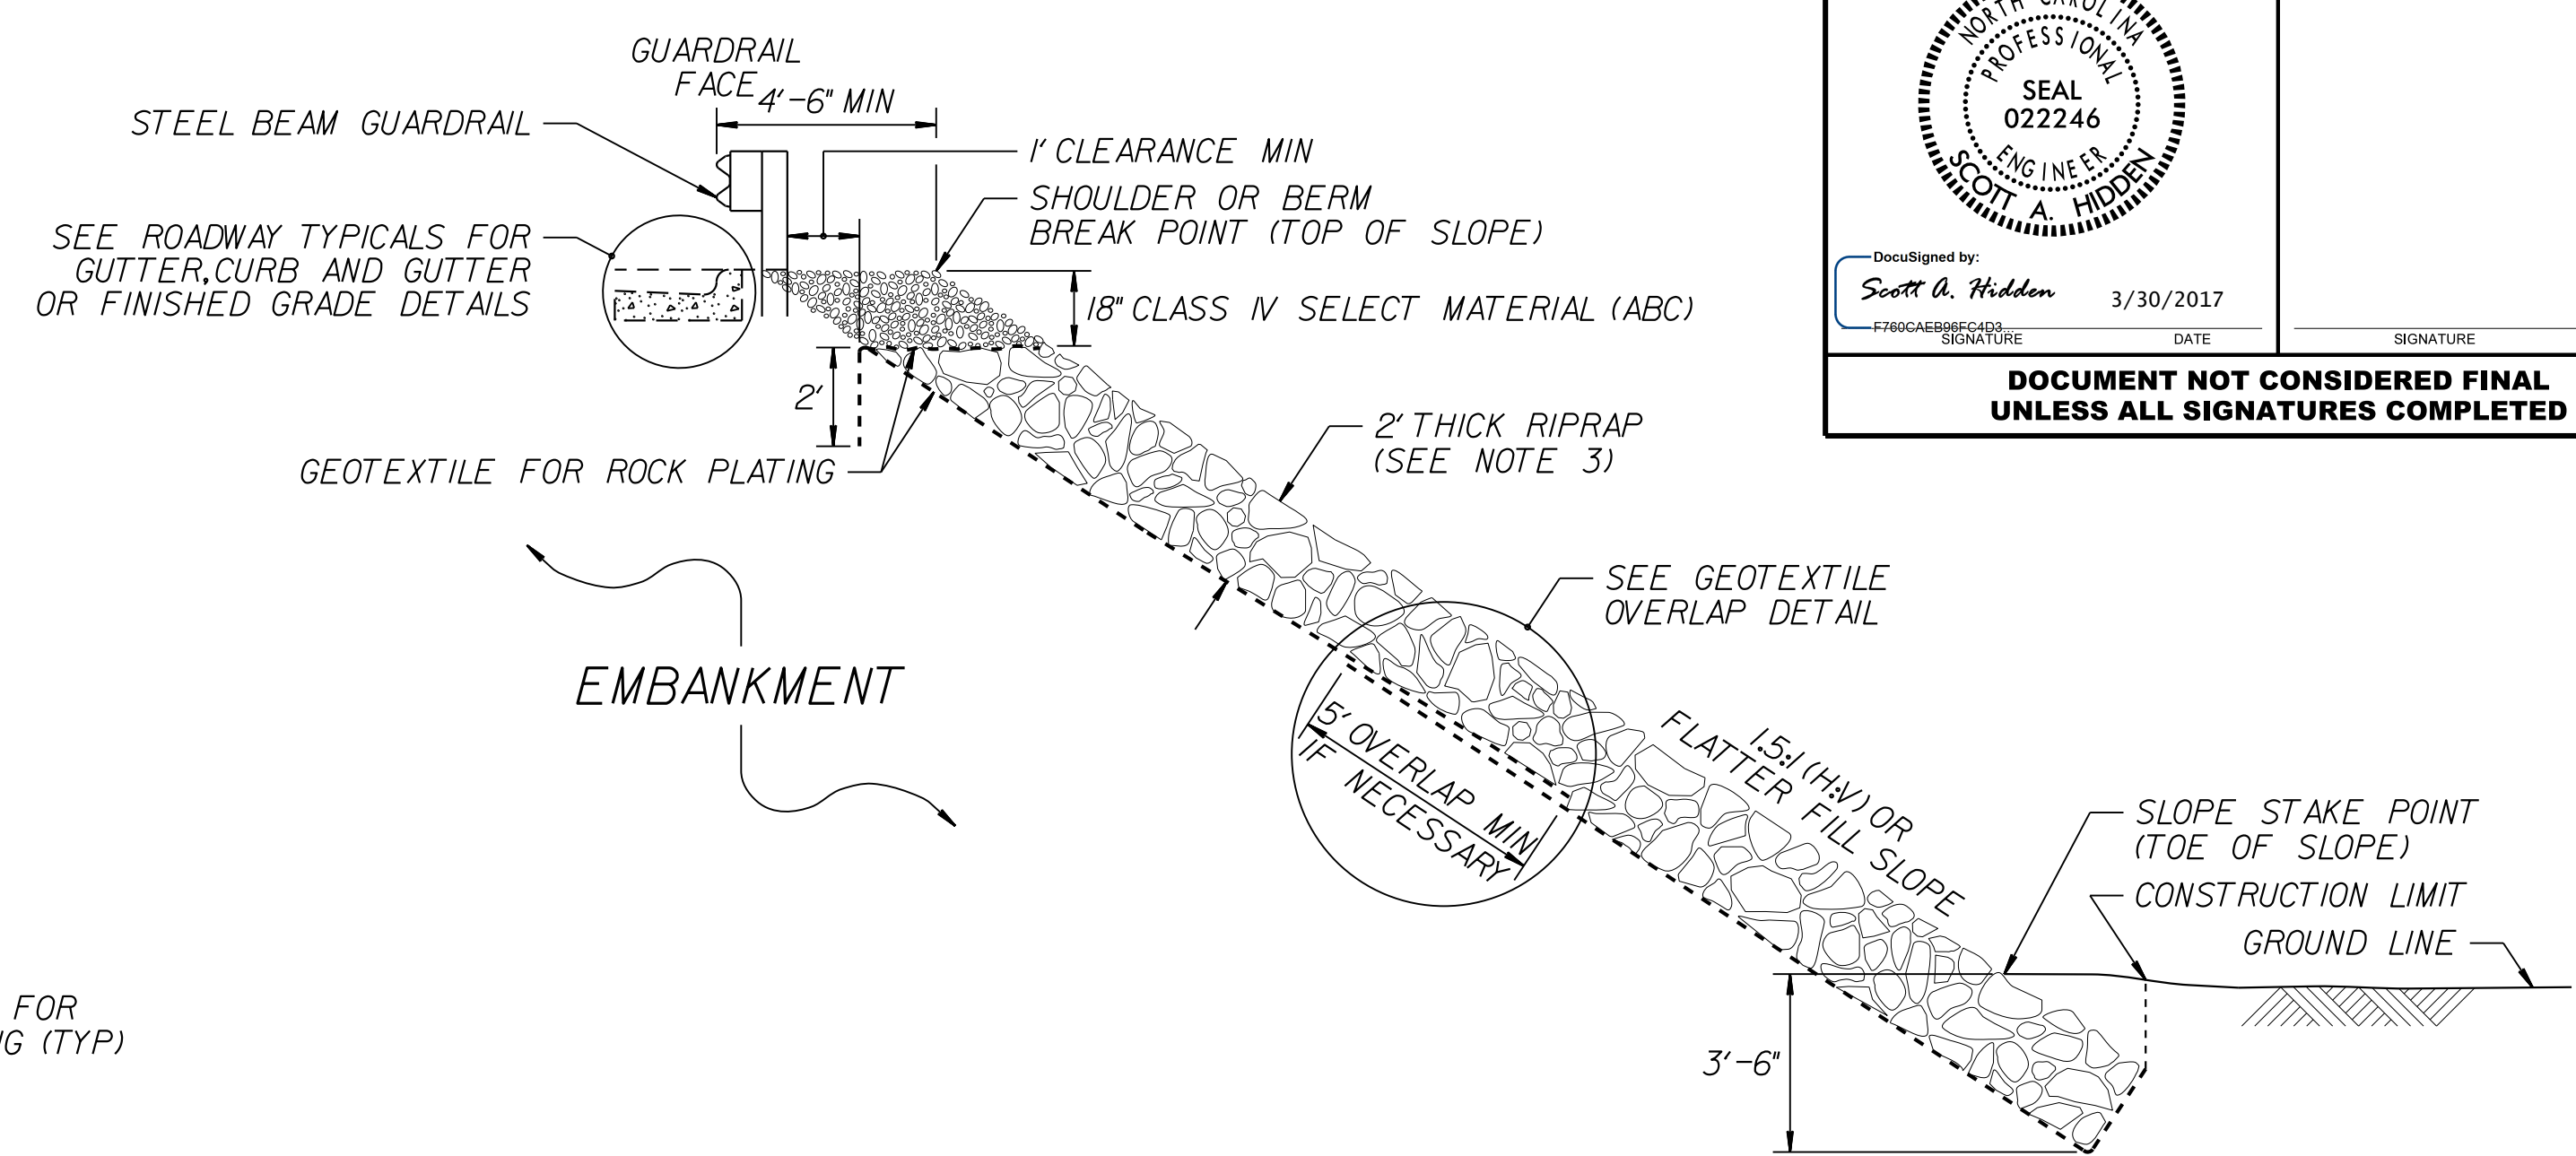 GUARDRAIL
FACE
4'-6" MIN
STEEL BEAM GUARDRAIL
1' CLEARANCE MIN
SHOULDER OR BERM
BREAK POINT (TOP OF SLOPE)
SEE ROADWAY TYPICALS FOR
GUTTER, CURB AND GUTTER
OR FINISHED GRADE DETAILS
18" CLASS IV SELECT MATERIAL (ABC)
2'
GEOTEXTILE FOR ROCK PLATING
2' THICK RIPRAP
(SEE NOTE 3)
EMBANKMENT
SEE GEOTEXTILE
OVERLAP DETAIL
5' OVERLAP MIN
IF NECESSARY
1.5:1 (H:V) OR
FLATTER FILL SLOPE
SLOPE STAKE POINT
(TOE OF SLOPE)
CONSTRUCTION LIMIT
GROUND LINE
3'-6"
FOR
G (TYP)
NORTH CAROLINA
PROFESSIONAL
SEAL
022246
ENGINEER
SCOTT A. HIDDEN
DocuSigned by:
Scott A. Hidden
3/30/2017
F760CAEB96FC4D3...
SIGNATURE
DATE
SIGNATURE
DOCUMENT NOT CONSIDERED FINAL
UNLESS ALL SIGNATURES COMPLETED